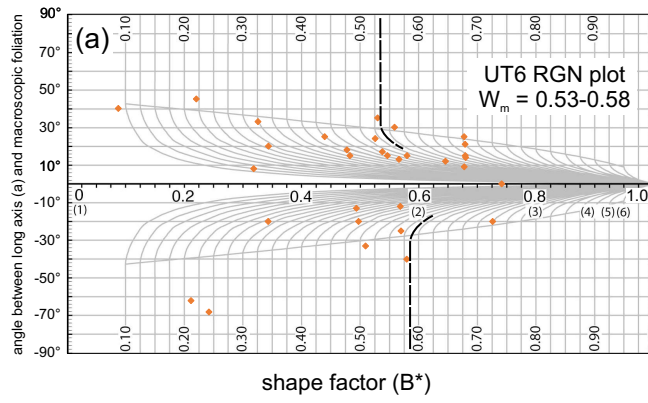 (a)
angle between long axis (a) and macroscopic foliation
90°
70°
50°
30°
10°
0
-10°
-30°
-50°
-70°
-90°
0.10 0.20 0.30 0.40 0.50 0.60 0.70 0.80 0.90
UT6 RGN plot
Wm = 0.53-0.58
0 0.2 0.4 0.6 0.8 1.0
(1) (2) (3) (4) (5) (6)
0.10 0.20 0.30 0.40 0.50 0.60 0.70 0.80 0.90
shape factor (B*)